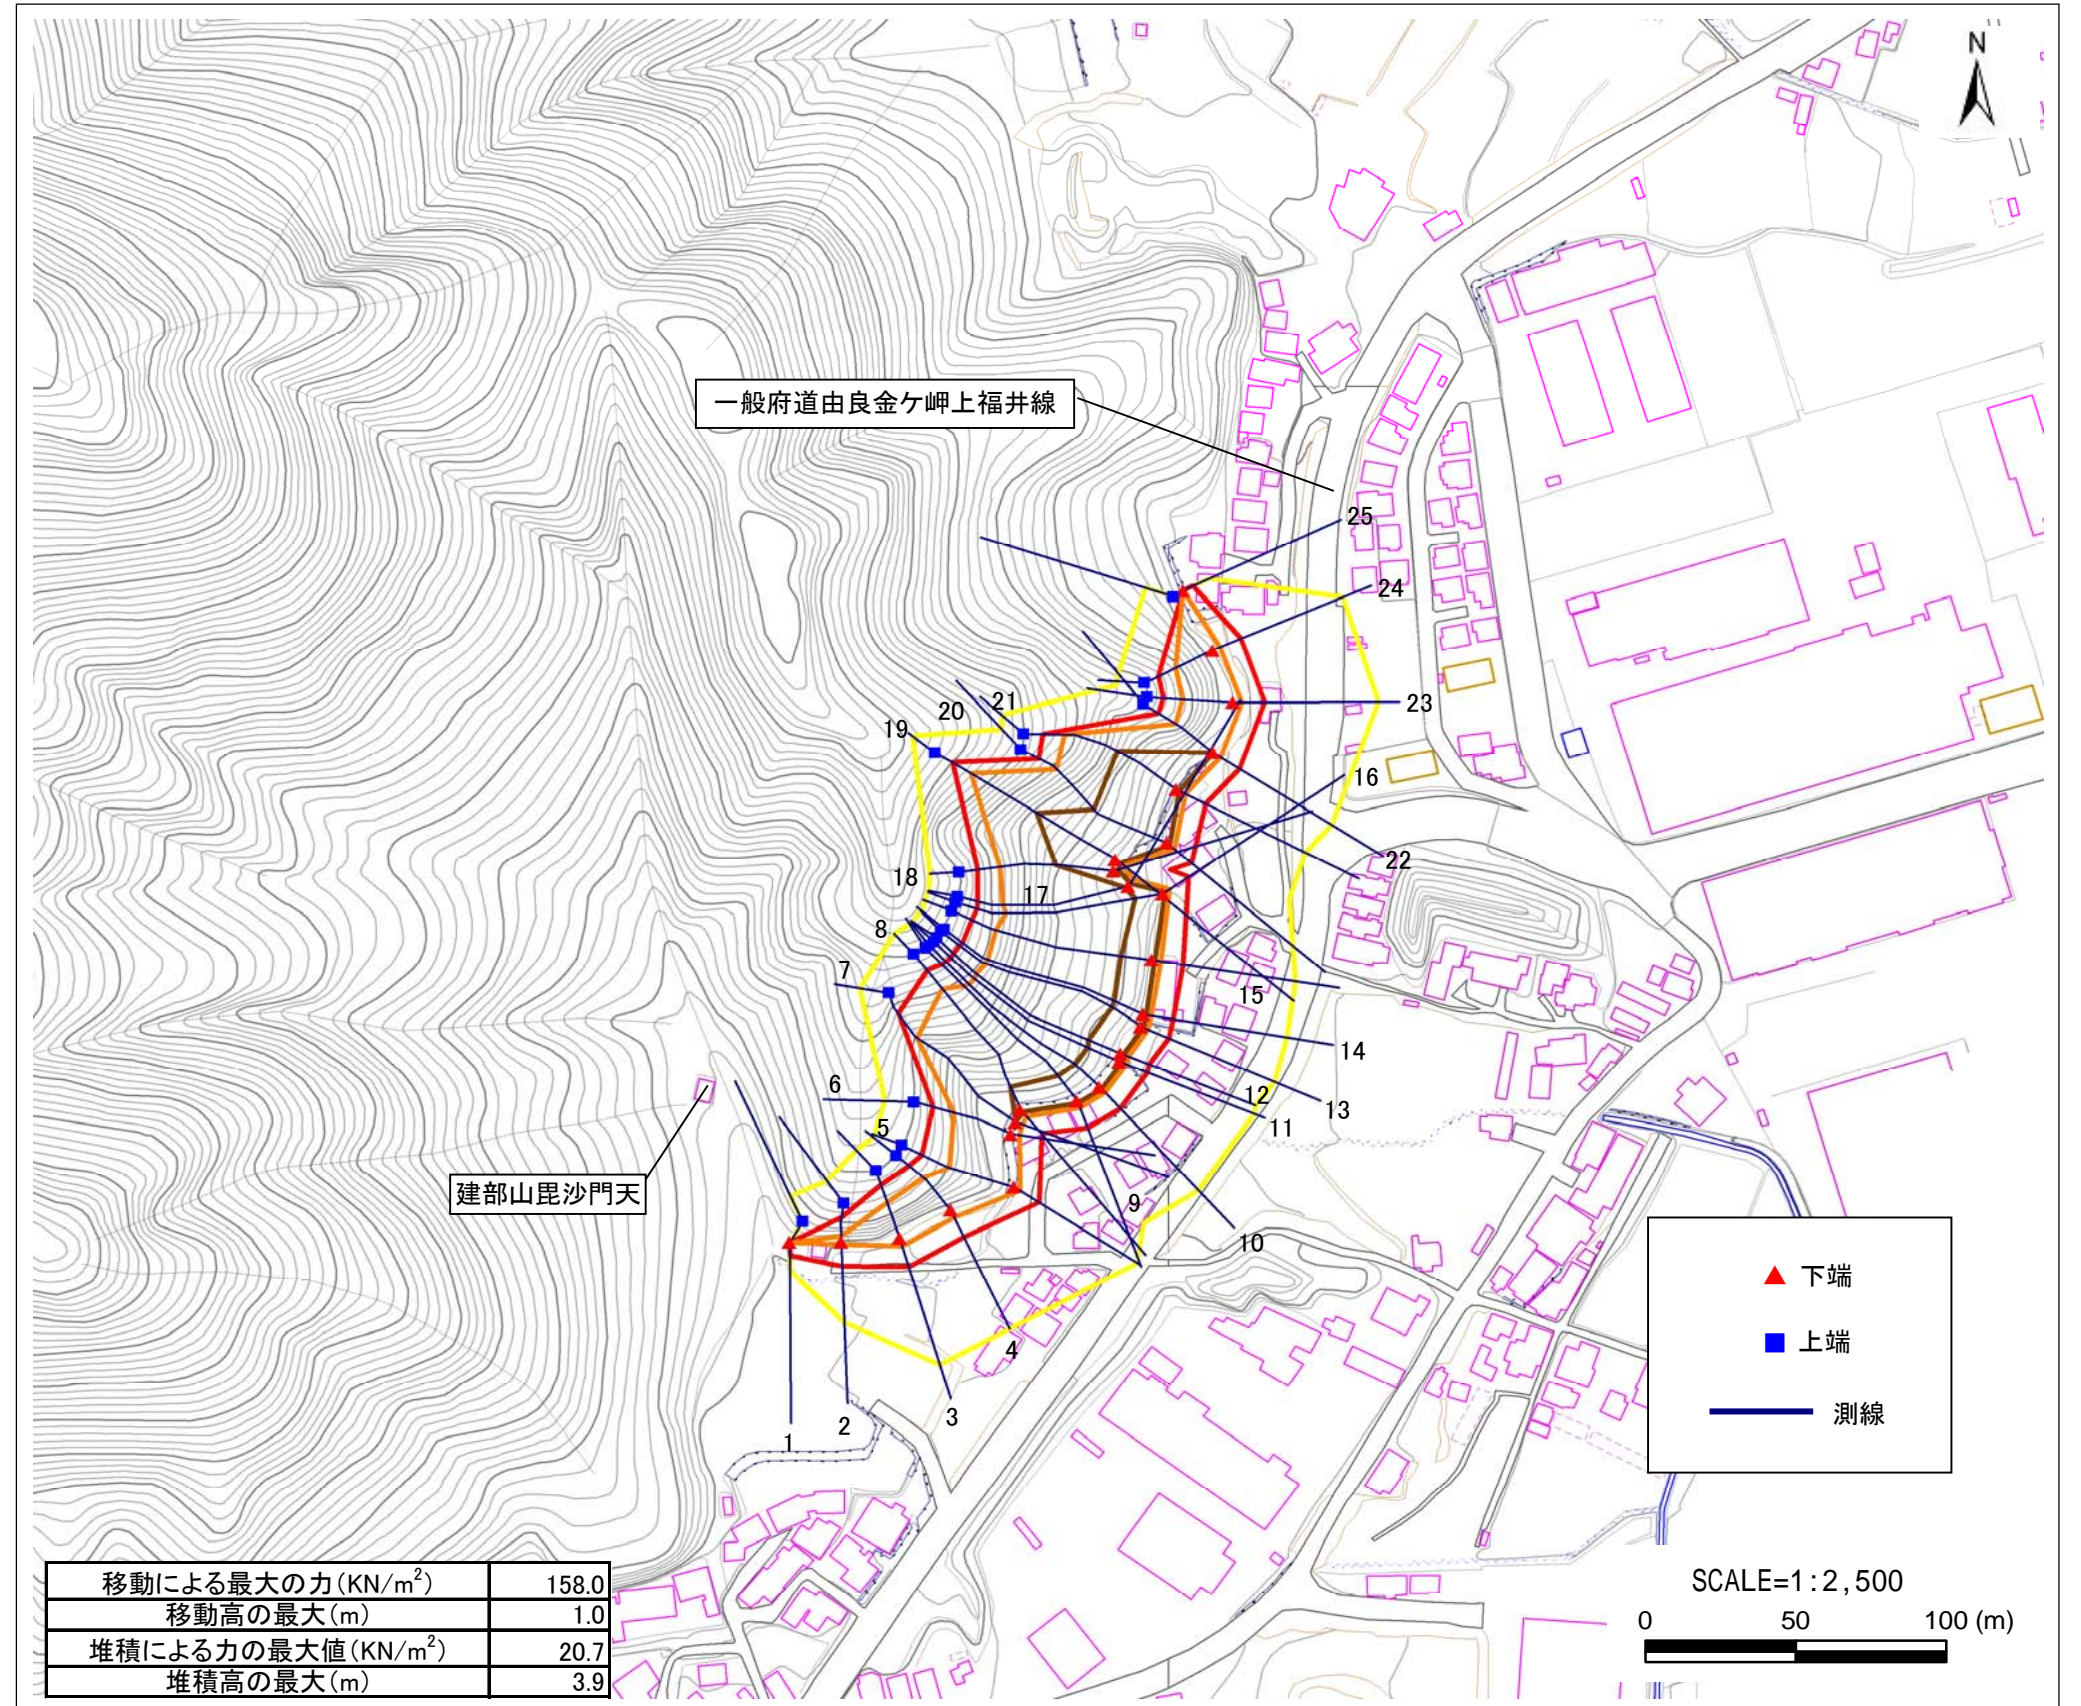 N
一般府道由良金ケ岬上福井線
25
24
23
21
20
19
16
22
18
17
8
7
15
14
6
12
13
5
11
建部山毘沙門天
9
10
4
3
2
1
下端
上端
測線
移動による最大の力(KN/m²) 158.0
移動高の最大(m) 1.0
堆積による力の最大値(KN/m²) 20.7
堆積高の最大(m) 3.9
SCALE=1:2,500
0 50 100 (m)